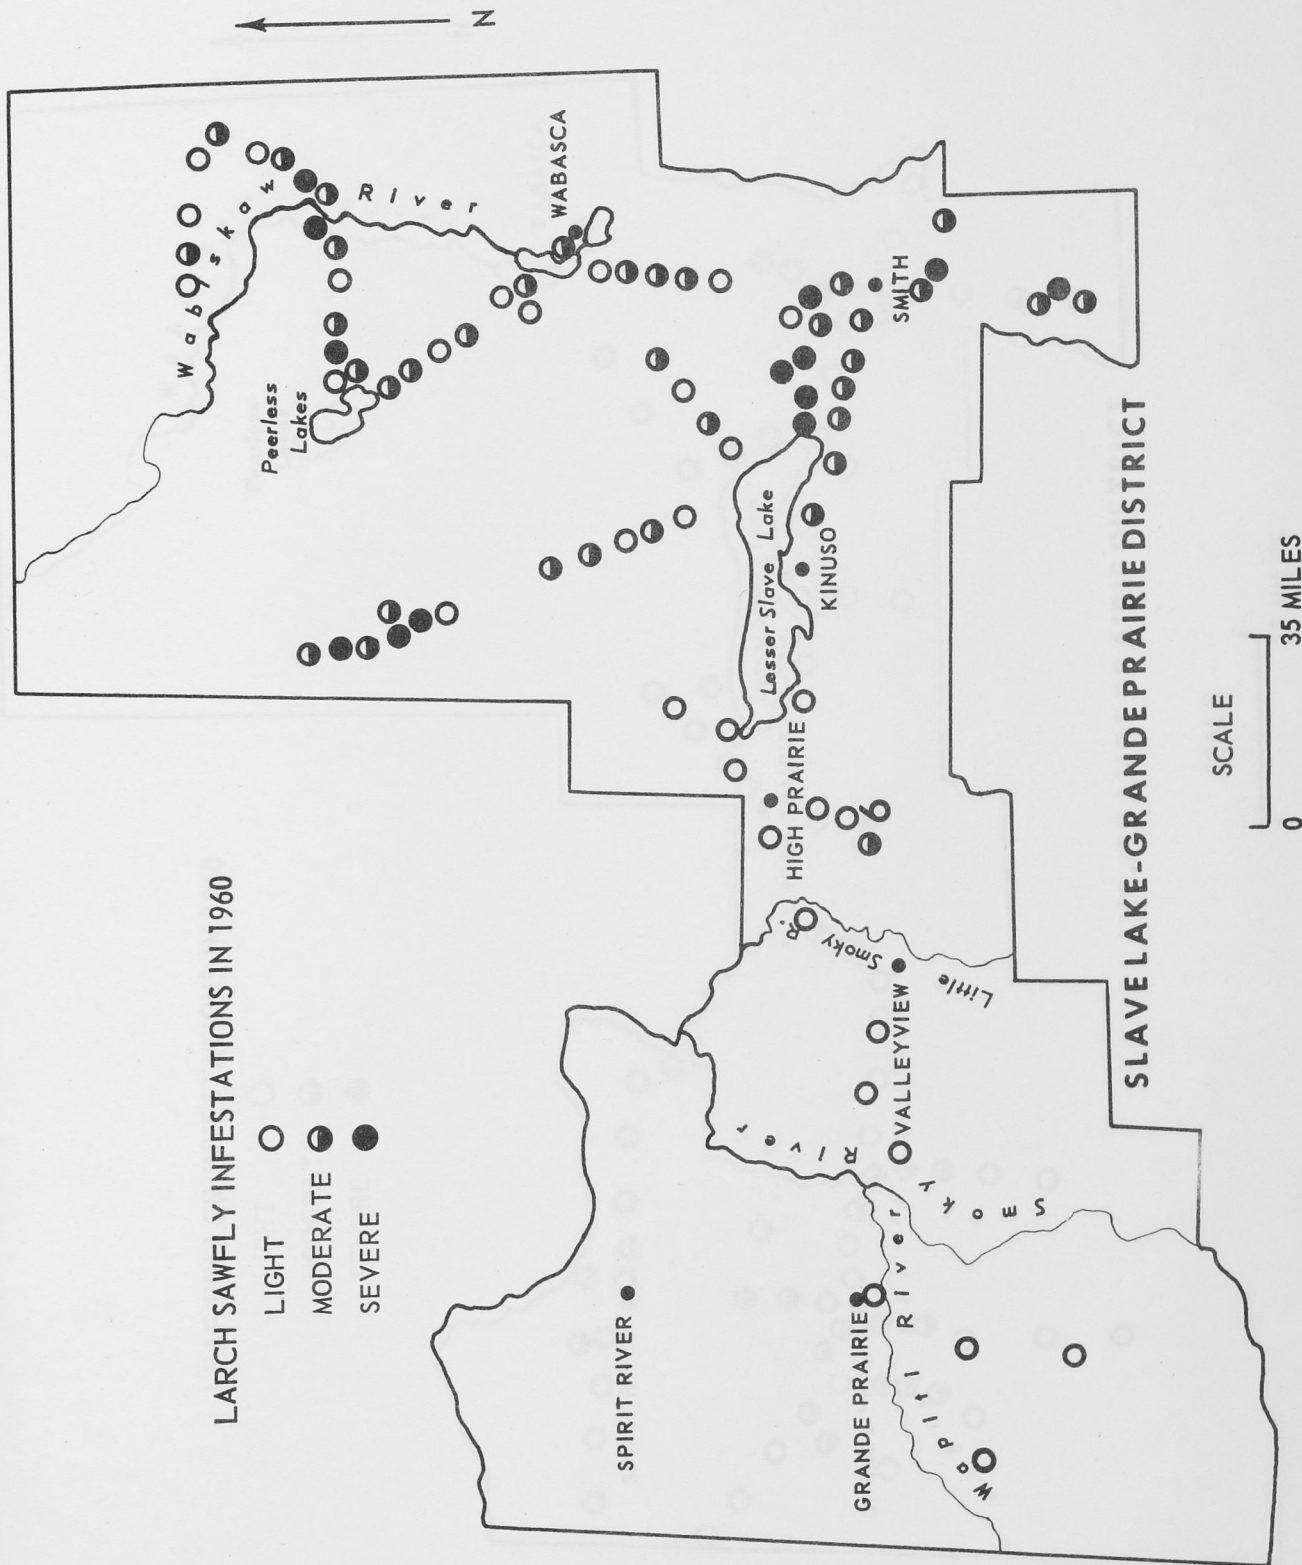 LARCH SAWFLY INFESTATIONS IN 1960
LIGHT
MODERATE
SEVERE
N
Wabaskaw River
Peerless
Lakes
WABASCA
Lesser Slave Lake
SMITH
KINUSO
HIGH PRAIRIE
Little Smoky R.
VALLEYVIEW
Smoky River
SPIRIT RIVER
GRANDE PRAIRIE
Wapiti River
SLAVE LAKE-GRANDE PRAIRIE DISTRICT
SCALE
0 35 MILES